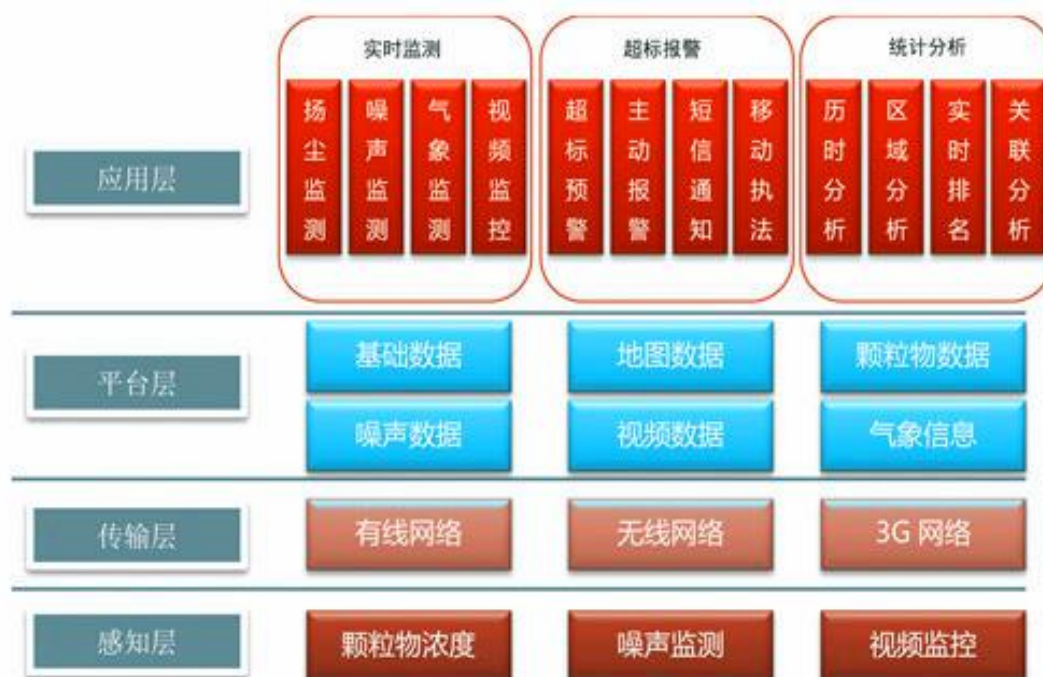 实时监测
超标报警
统计分析
应用层
扬尘监测
噪声监测
气象监测
视频监控
超标预警
主动报警
短信通知
移动执法
历时分析
区域分析
实时排名
关联分析
平台层
基础数据
地图数据
颗粒物数据
噪声数据
视频数据
气象信息
传输层
有线网络
无线网络
3G 网络
感知层
颗粒物浓度
噪声监测
视频监控